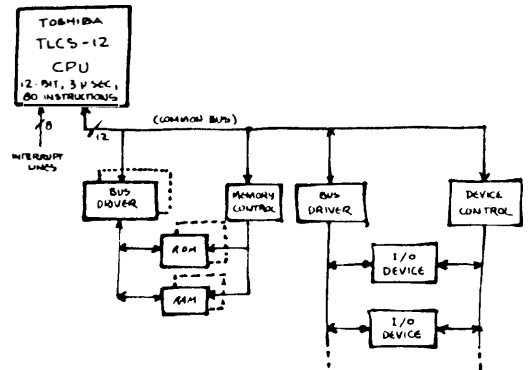 TOSHIBA
TLCS-12
CPU
12-BIT, 3 μ SEC,
80 INSTRUCTIONS
8
12
(COMMON BUS)
INTERRUPT
LINES
BUS
DRIVER
MEMORY
CONTROL
BUS
DRIVER
DEVICE
CONTROL
ROM
RAM
I/O
DEVICE
I/O
DEVICE